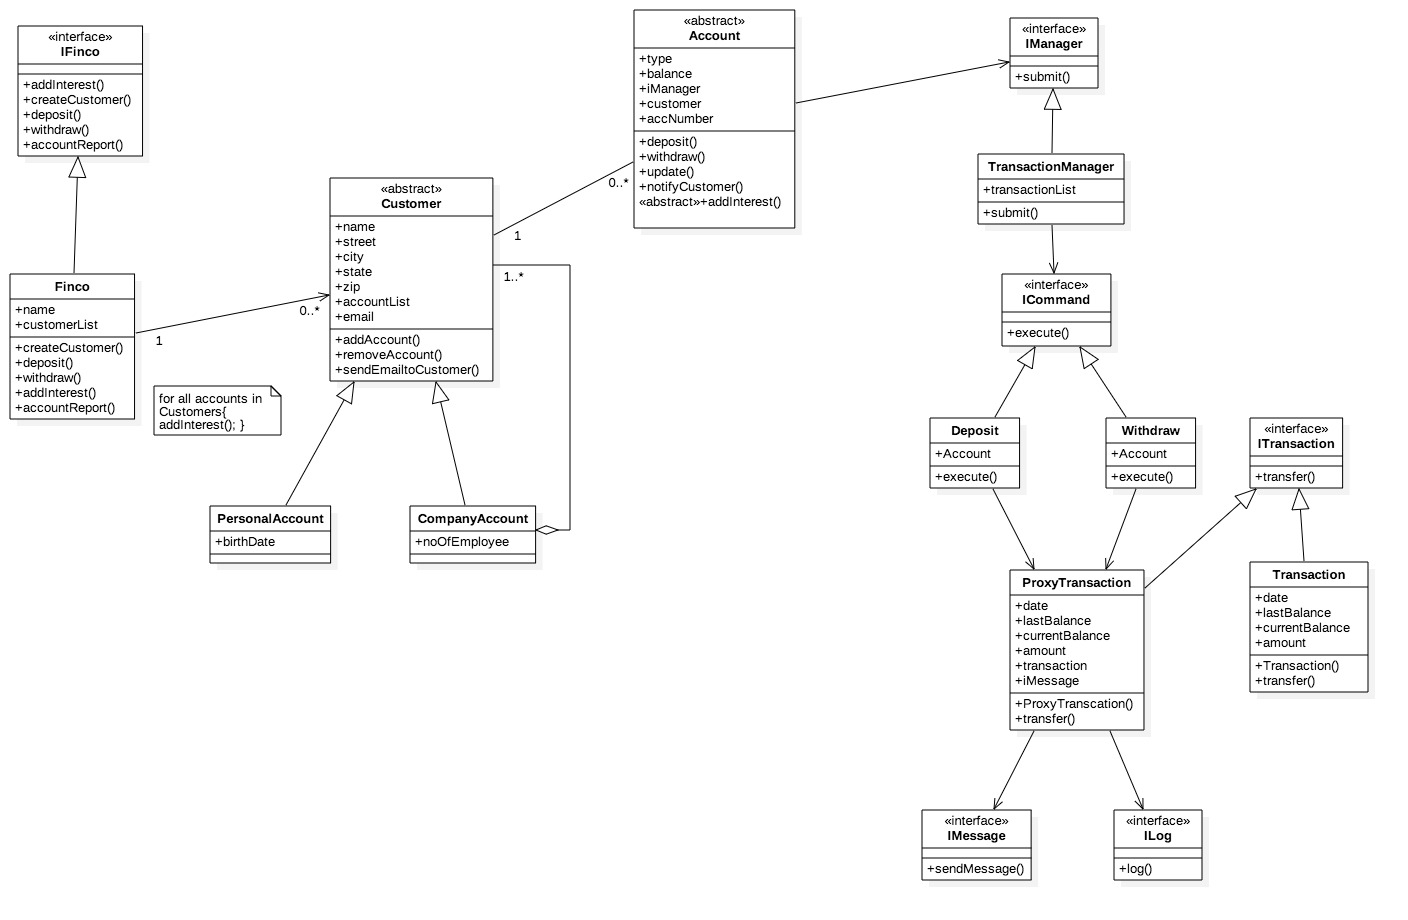 «interface»
IFinco
+addInterest()
+createCustomer()
+deposit()
+withdraw()
+accountReport()
Finco
+name
+customerList
+createCustomer()
+deposit()
+withdraw()
+addInterest()
+accountReport()
1
0..*
for all accounts in
Customers{
addInterest(); }
«abstract»
Customer
+name
+street
+city
+state
+zip
+accountList
+email
+addAccount()
+removeAccount()
+sendEmailtoCustomer()
1
0..*
1..*
PersonalAccount
+birthDate
CompanyAccount
+noOfEmployee
«abstract»
Account
+type
+balance
+iManager
+customer
+accNumber
+deposit()
+withdraw()
+update()
+notifyCustomer()
«abstract»+addInterest()
«interface»
IManager
+submit()
TransactionManager
+transactionList
+submit()
«interface»
ICommand
+execute()
Deposit
+Account
+execute()
Withdraw
+Account
+execute()
«interface»
ITransaction
+transfer()
ProxyTransaction
+date
+lastBalance
+currentBalance
+amount
+transaction
+iMessage
+ProxyTranscation()
+transfer()
Transaction
+date
+lastBalance
+currentBalance
+amount
+Transaction()
+transfer()
«interface»
IMessage
+sendMessage()
«interface»
ILog
+log()